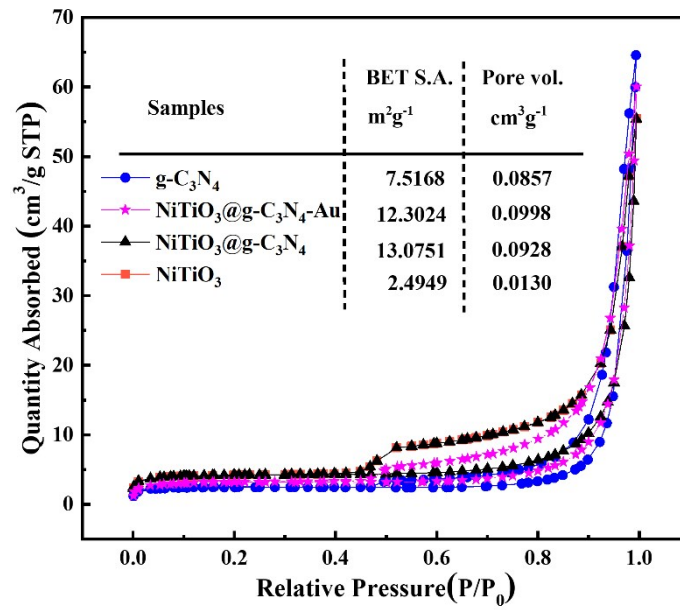 70
60
50
40
30
20
10
0
Quantity Absorbed (cm³/g STP)
Samples
BET S.A.
m²g⁻¹
Pore vol.
cm³g⁻¹
g-C₃N₄ 7.5168 0.0857
NiTiO₃@g-C₃N₄-Au 12.3024 0.0998
NiTiO₃@g-C₃N₄ 13.0751 0.0928
NiTiO₃ 2.4949 0.0130
0.0 0.2 0.4 0.6 0.8 1.0
Relative Pressure(P/P₀)